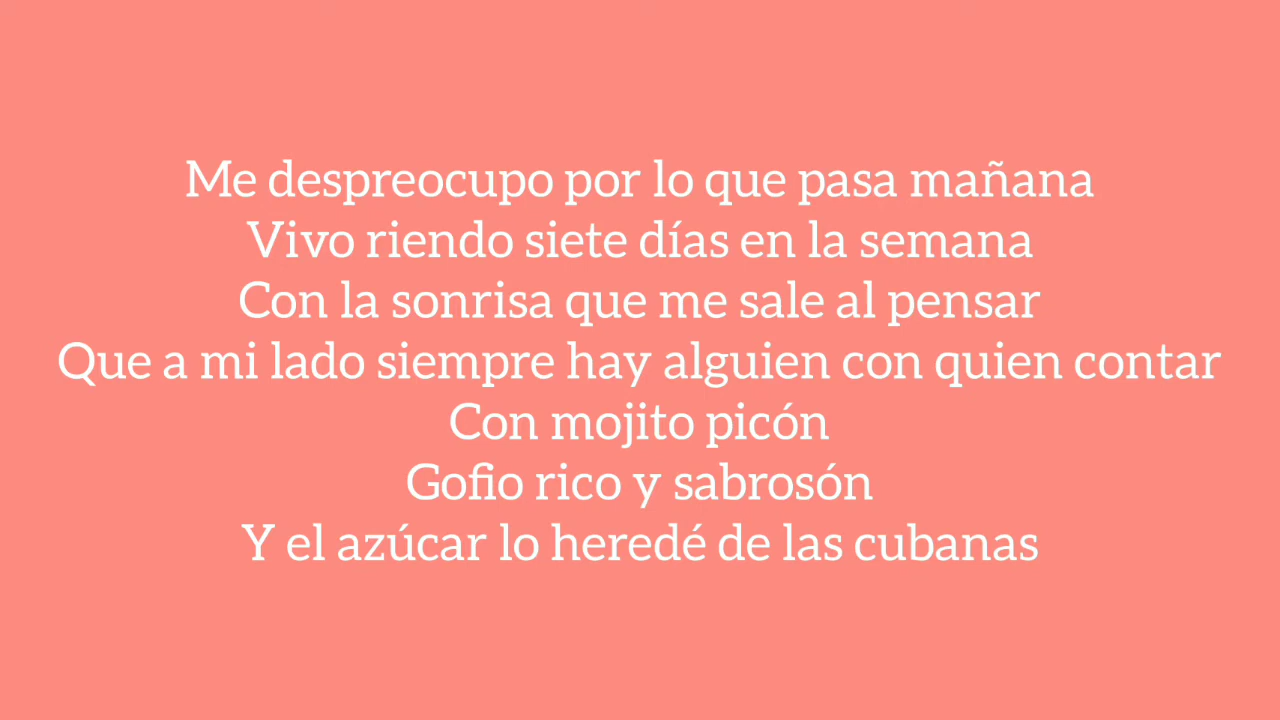 Me despreocupo por lo que pasa mañana
Vivo riendo siete días en la semana
Con la sonrisa que me sale al pensar
Que a mi lado siempre hay alguien con quien contar
Con mojito picón
Gofio rico y sabrosón
Y el azúcar lo heredé de las cubanas